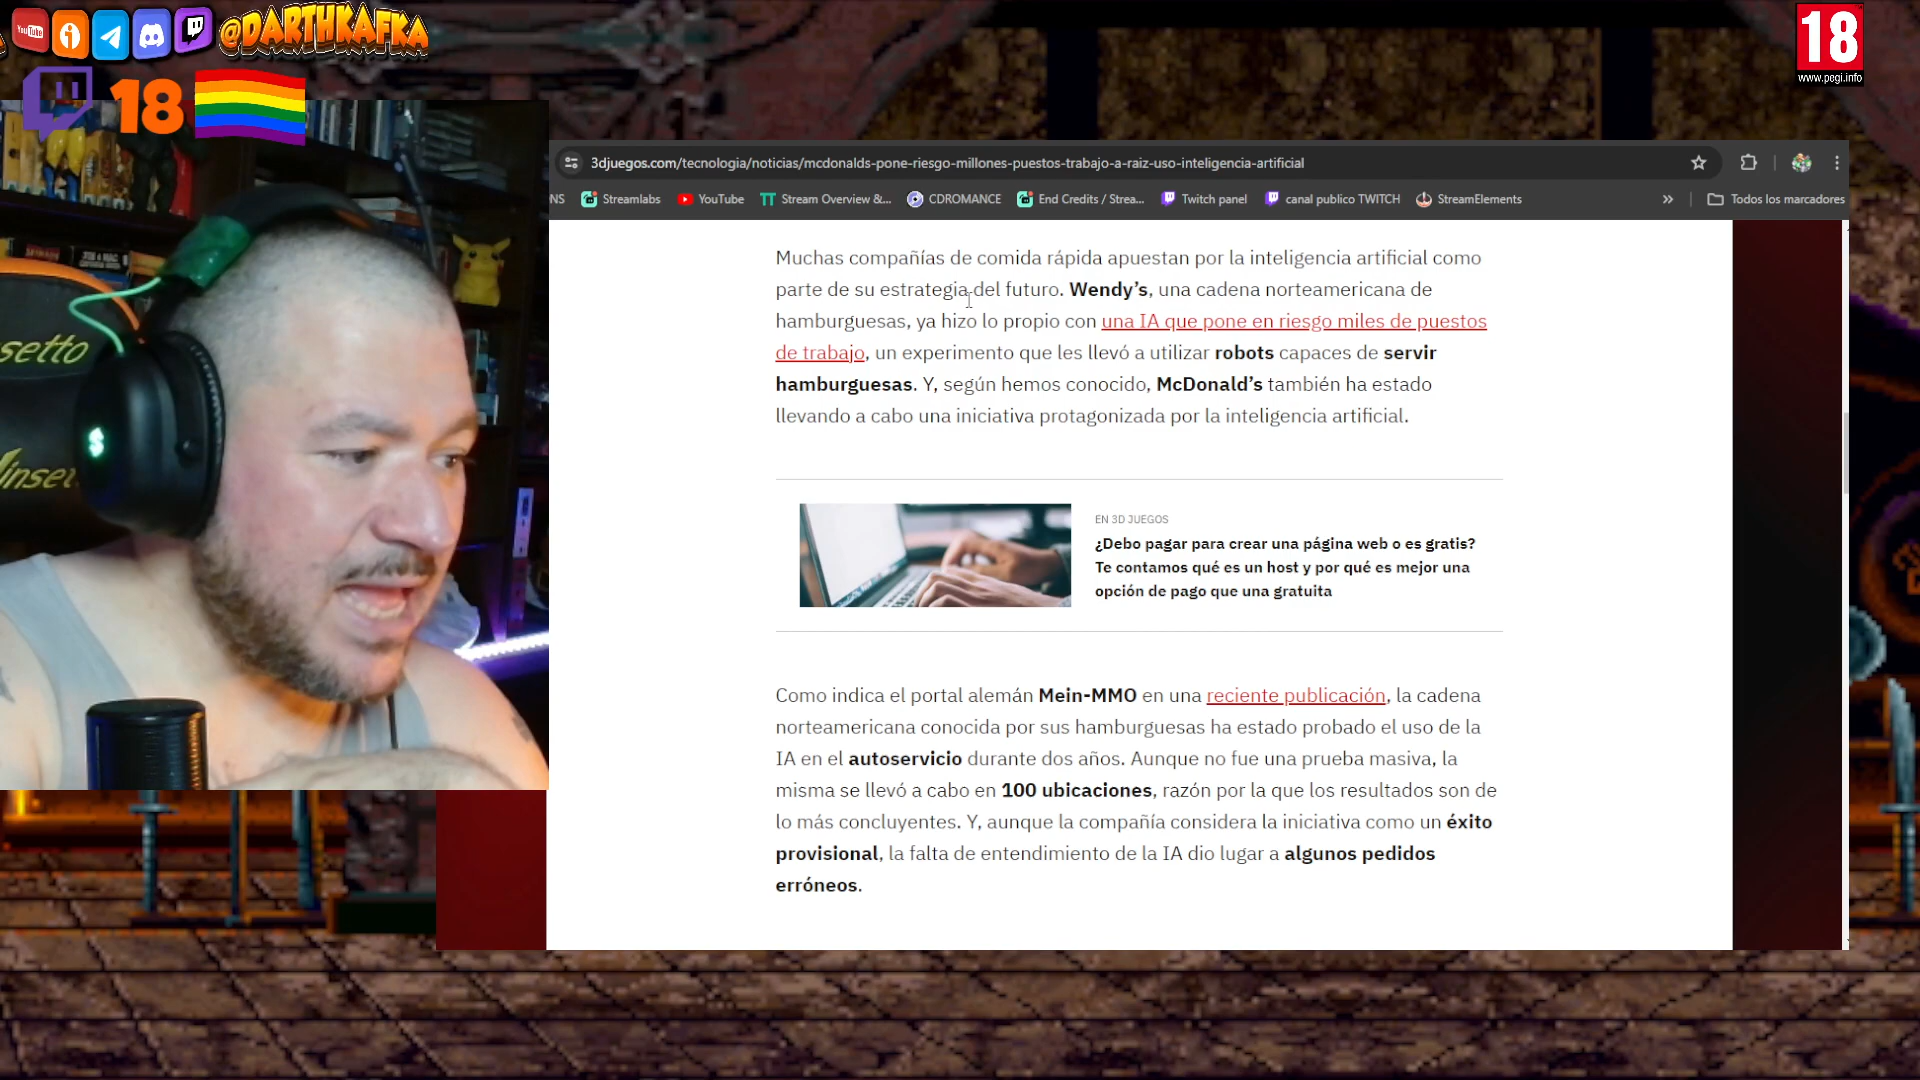 YouTube
@DARTHKAFKA
18
18
www.pegi.info
3djuegos.com/tecnologia/noticias/mcdonalds-pone-riesgo-millones-puestos-trabajo-a-raiz-uso-inteligencia-artificial
NS Streamlabs YouTube Stream Overview &... CDROMANCE End Credits / Strea... Twitch panel canal publico TWITCH StreamElements » Todos los marcadores
Muchas compañías de comida rápida apuestan por la inteligencia artificial como
parte de su estrategia del futuro. Wendy’s, una cadena norteamericana de
hamburguesas, ya hizo lo propio con una IA que pone en riesgo miles de puestos
de trabajo, un experimento que les llevó a utilizar robots capaces de servir
hamburguesas. Y, según hemos conocido, McDonald’s también ha estado
llevando a cabo una iniciativa protagonizada por la inteligencia artificial.
EN 3D JUEGOS
¿Debo pagar para crear una página web o es gratis?
Te contamos qué es un host y por qué es mejor una
opción de pago que una gratuita
Como indica el portal alemán Mein-MMO en una reciente publicación, la cadena
norteamericana conocida por sus hamburguesas ha estado probado el uso de la
IA en el autoservicio durante dos años. Aunque no fue una prueba masiva, la
misma se llevó a cabo en 100 ubicaciones, razón por la que los resultados son de
lo más concluyentes. Y, aunque la compañía considera la iniciativa como un éxito
provisional, la falta de entendimiento de la IA dio lugar a algunos pedidos
erróneos.